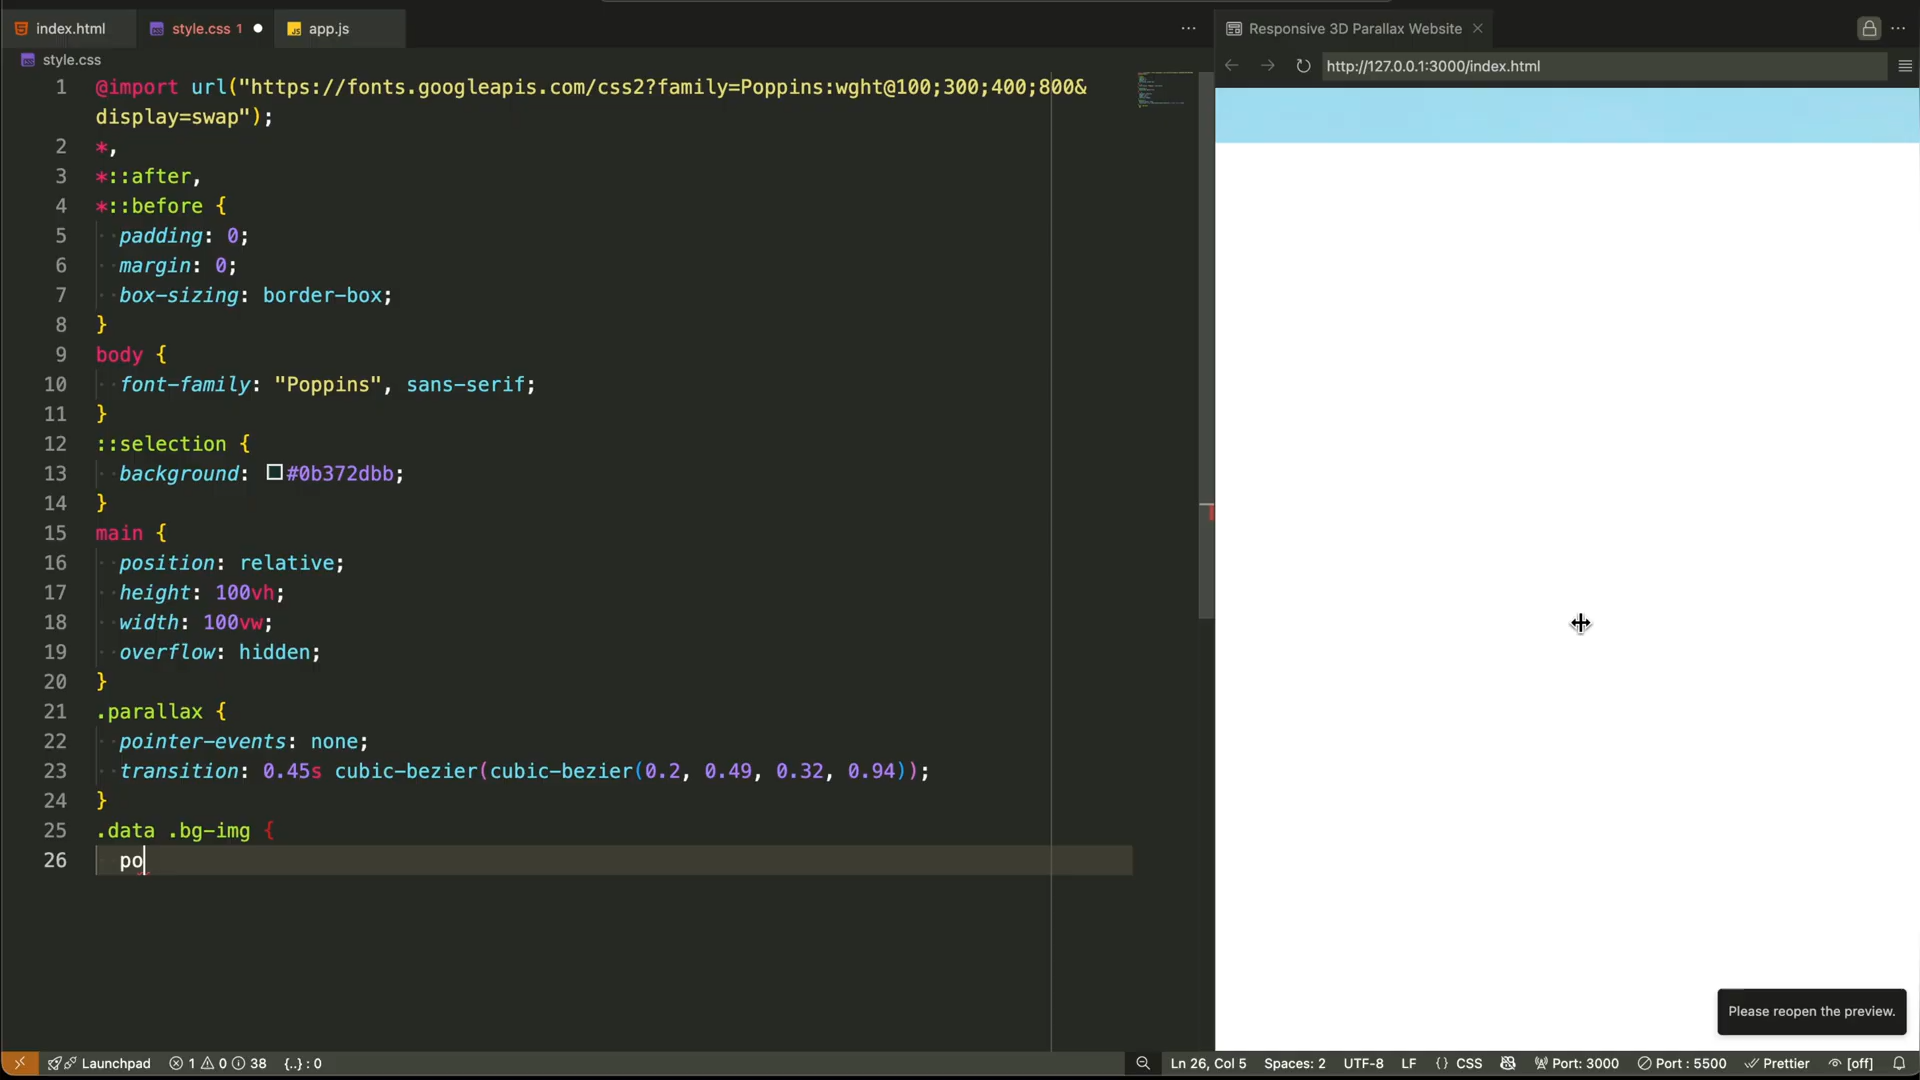 index.html
style.css 1
app.js
Responsive 3D Parallax Website
style.css
http://127.0.0.1:3000/index.html
1 @import url("https://fonts.googleapis.com/css2?family=Poppins:wght@100;300;400;800&
display=swap");
2 *,
3 *::after,
4 *::before {
5 padding: 0;
6 margin: 0;
7 box-sizing: border-box;
8 }
9 body {
10 font-family: "Poppins", sans-serif;
11 }
12 ::selection {
13 background: #0b372dbb;
14 }
15 main {
16 position: relative;
17 height: 100vh;
18 width: 100vw;
19 overflow: hidden;
20 }
21 .parallax {
22 pointer-events: none;
23 transition: 0.45s cubic-bezier(cubic-bezier(0.2, 0.49, 0.32, 0.94));
24 }
25 .data .bg-img {
26 po
Please reopen the preview.
Launchpad 1 0 38 {..} : 0 Ln 26, Col 5 Spaces: 2 UTF-8 LF {} CSS Port: 3000 Port : 5500 Prettier [off]